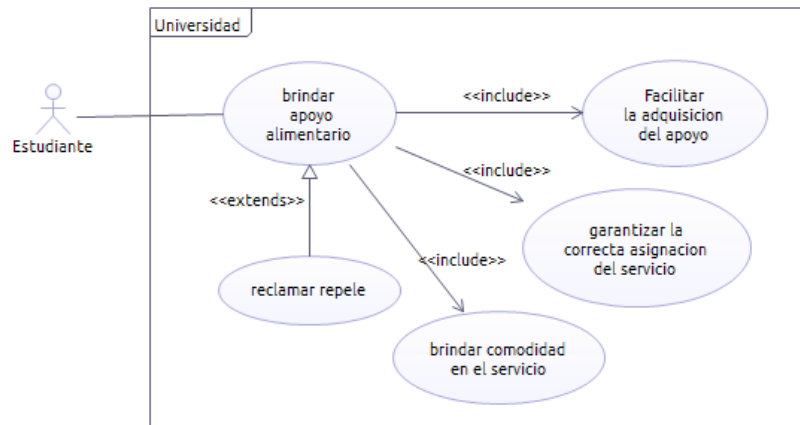 Universidad
Estudiante
brindar
apoyo
alimentario
<<include>>
Facilitar
la adquisicion
del apoyo
<<include>>
garantizar la
correcta asignacion
del servicio
<<extends>>
reclamar repele
<<include>>
brindar comodidad
en el servicio